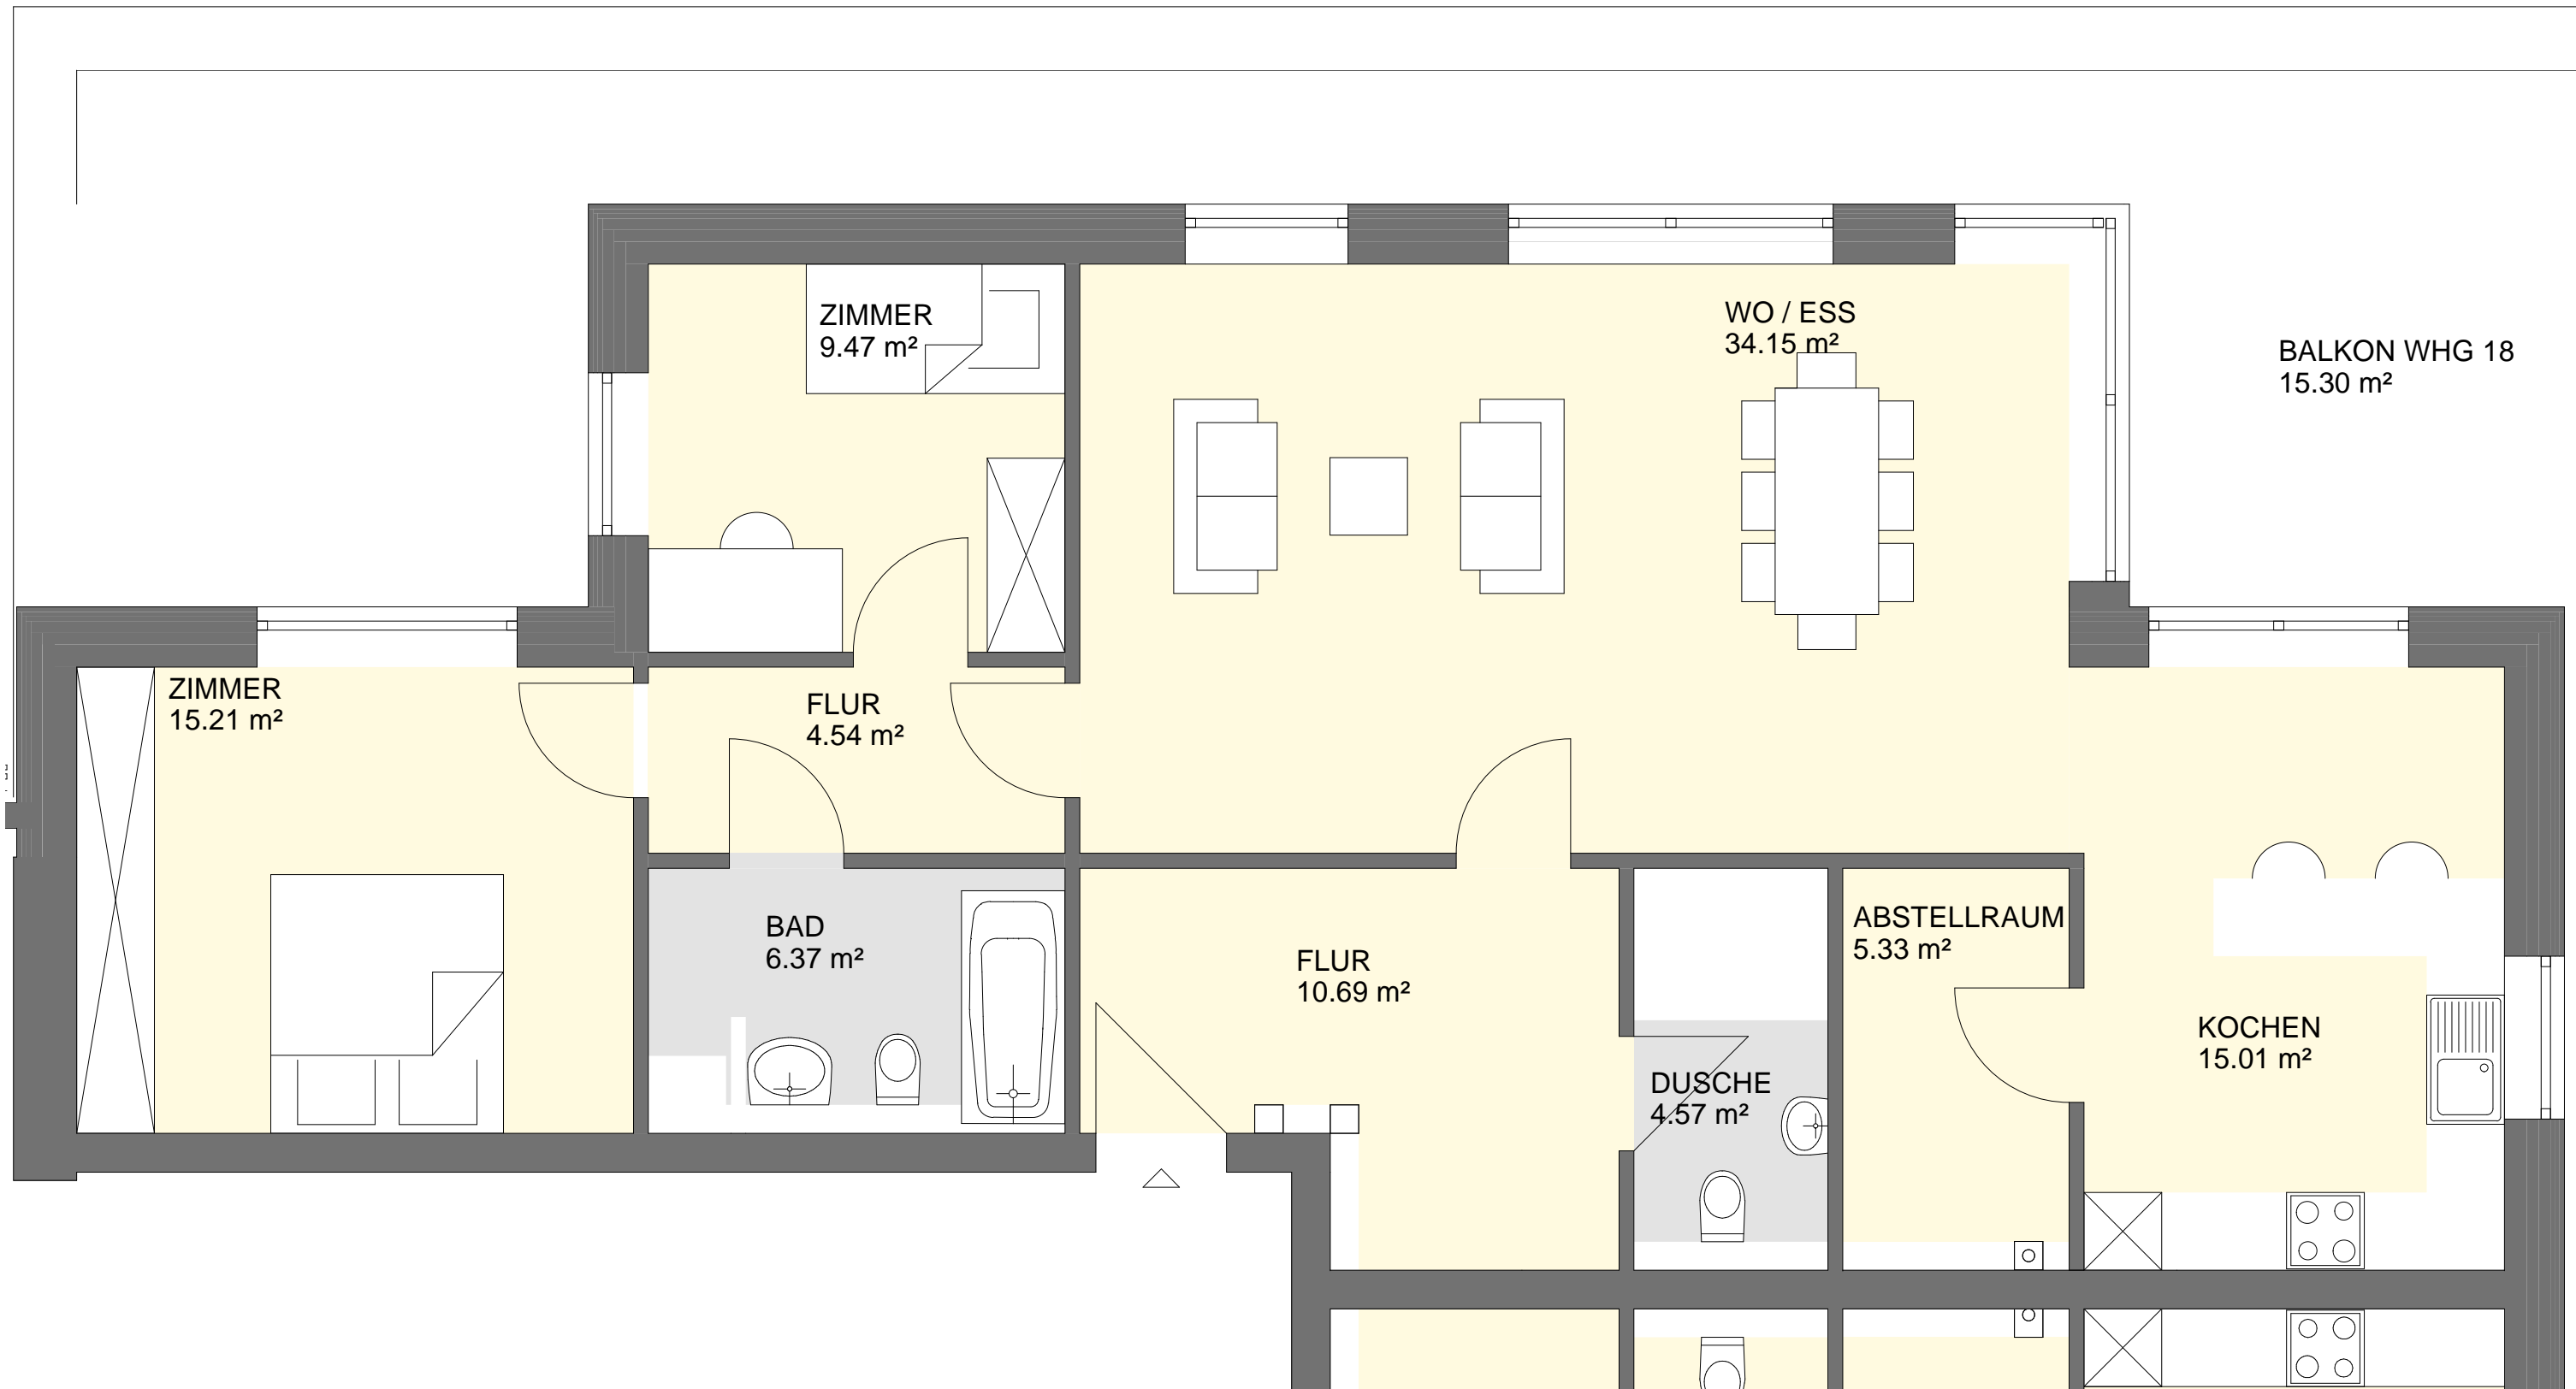 ZIMMER
9.47 m²
WO / ESS
34.15 m²
BALKON WHG 18
15.30 m²
ZIMMER
15.21 m²
FLUR
4.54 m²
BAD
6.37 m²
FLUR
10.69 m²
ABSTELLRAUM
5.33 m²
KOCHEN
15.01 m²
DUSCHE
4.57 m²